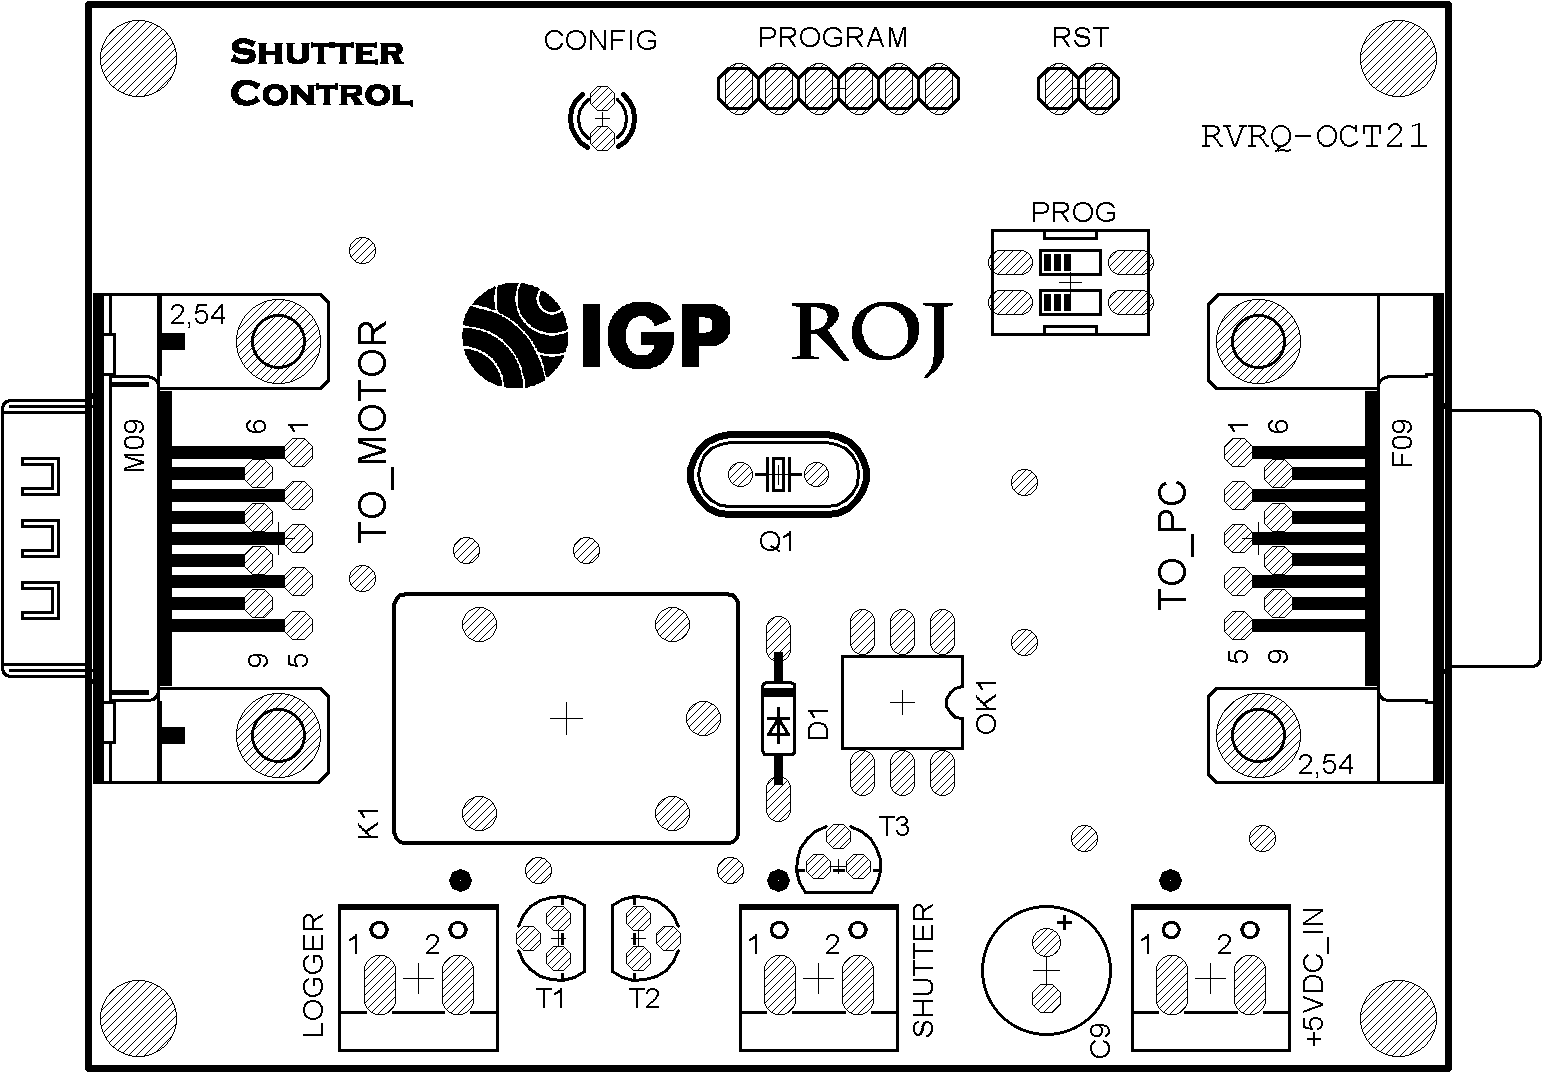 SHUTTER
CONTROL
CONFIG
PROGRAM
RST
RVRQ-OCT21
PROG
IGP
ROJ
2,54
M09
6
1
9
5
TO_MOTOR
Q1
TO_PC
1
6
5
9
F09
2,54
K1
D1
OK1
T3
LOGGER
1
2
T1
T2
1
2
SHUTTER
+
C9
1
2
+5VDC_IN